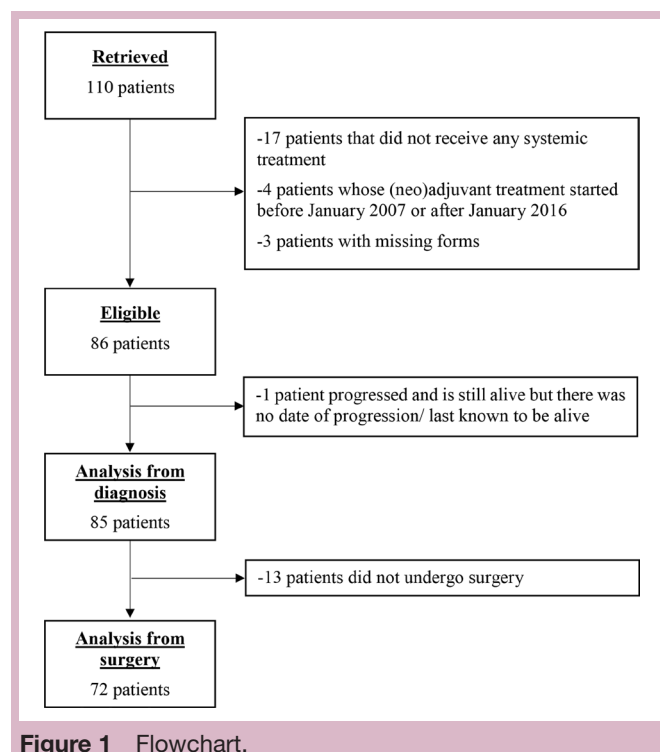 Retrieved
110 patients
-17 patients that did not receive any systemic
treatment
-4 patients whose (neo)adjuvant treatment started
before January 2007 or after January 2016
-3 patients with missing forms
Eligible
86 patients
-1 patient progressed and is still alive but there was
no date of progression/ last known to be alive
Analysis from
diagnosis
85 patients
-13 patients did not undergo surgery
Analysis from
surgery
72 patients
Figure 1 Flowchart.